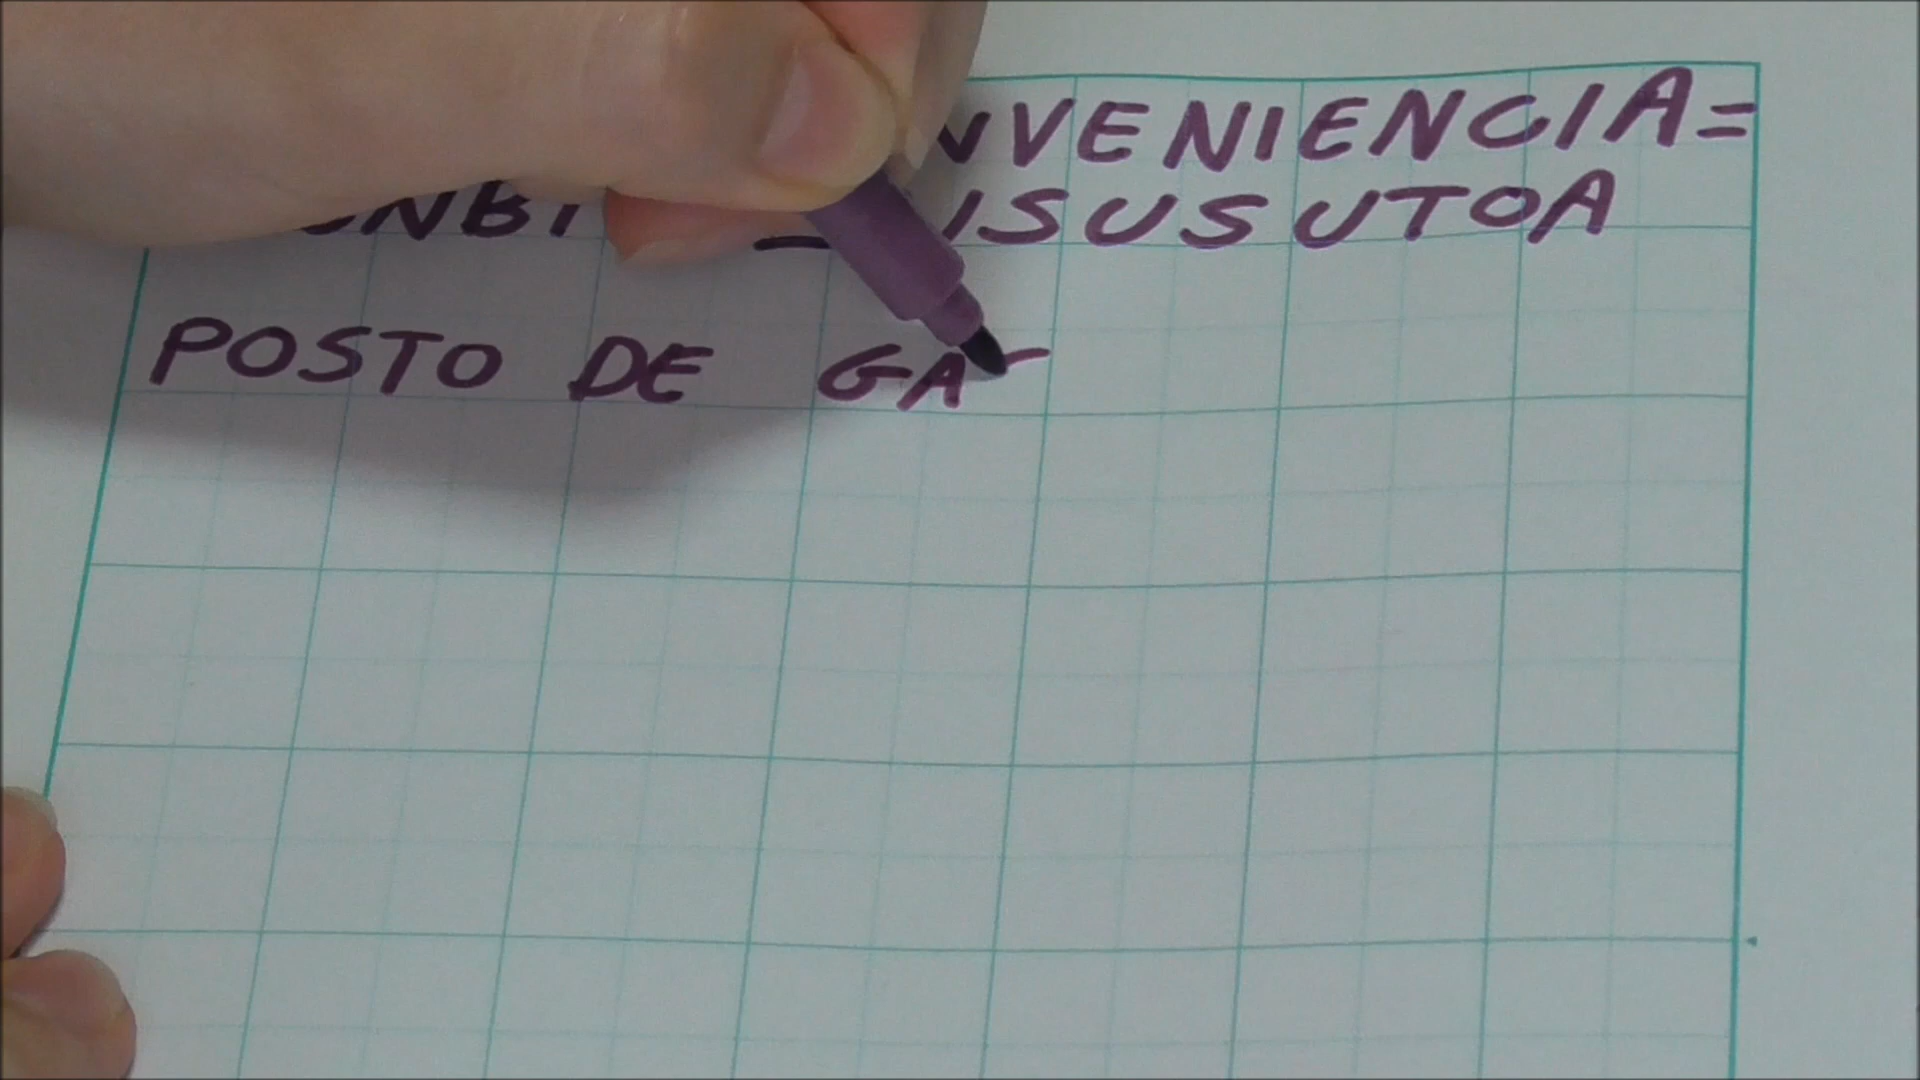 NVENIENCIA=
ISUSUTOA
POSTO DE GA